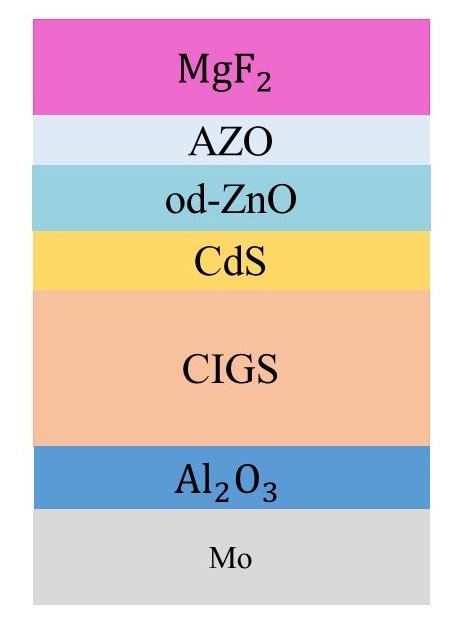 MgF₂
AZO
od-ZnO
CdS
CIGS
Al₂O₃
Mo